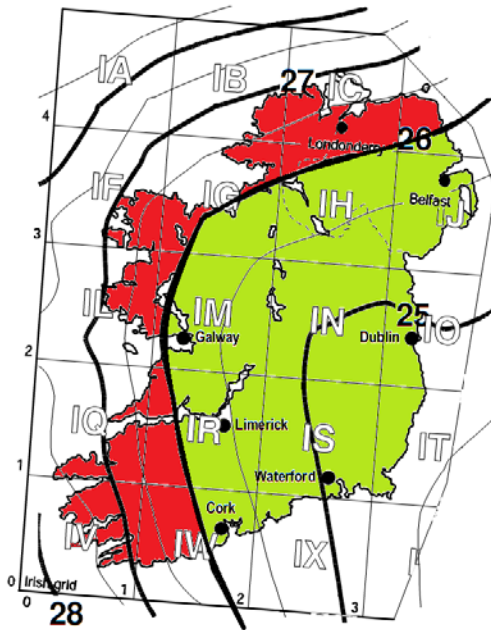 IA
IB
27
IC
4
Londonderry
26
IF
IG
IH
Belfast
IJ
3
IL
IM
IN
25
IO
Galway
Dublin
2
IQ
IR
Limerick
IS
IT
1
Waterford
Cork
IV
IW
IX
0
Irish grid
0
1
2
3
28